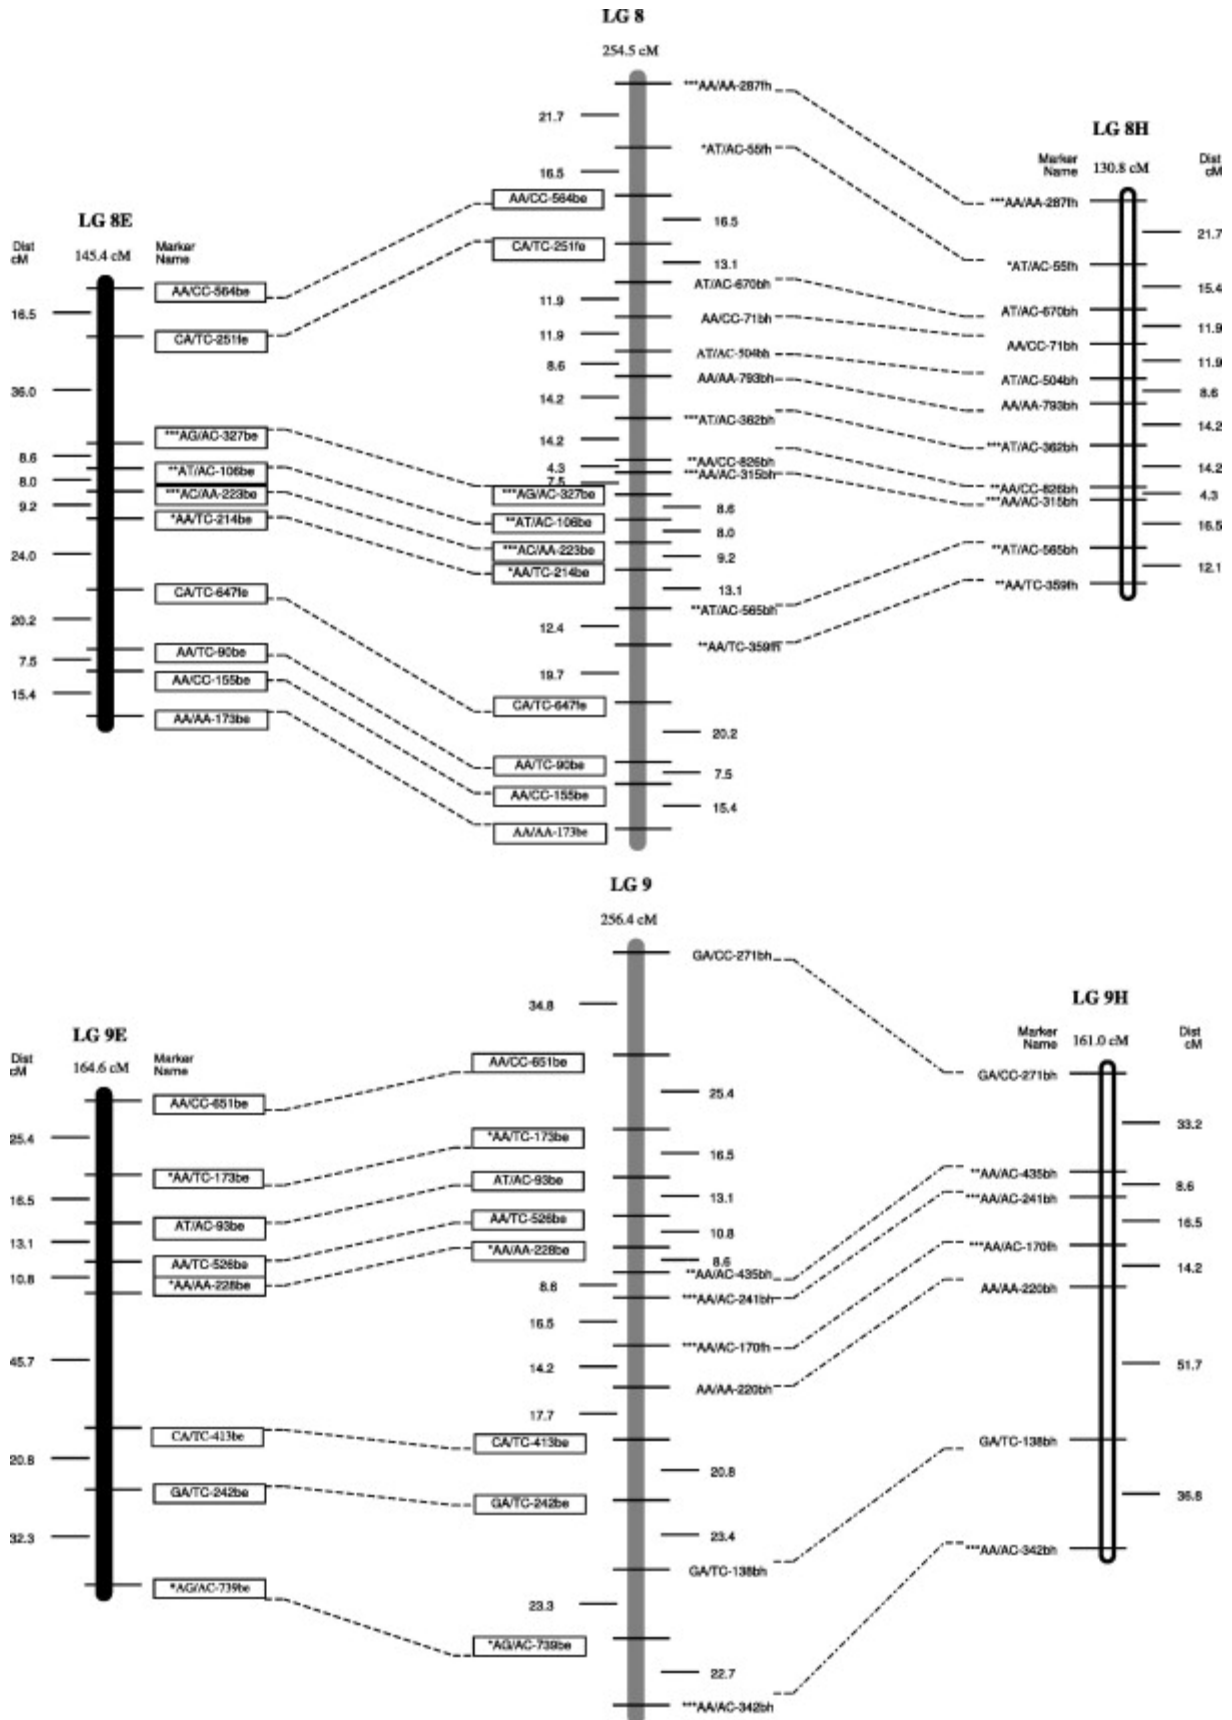 LG 8
254.5 cM
***AA/AA-287fh
21.7
*AT/AC-55fh
16.5
AA/CC-564be
16.5
CA/TC-251fe
13.1
AT/AC-670bh
11.9
AA/CC-71bh
11.9
AT/AC-504bh
8.6
AA/AA-793bh
14.2
***AT/AC-362bh
14.2
**AA/CC-826bh
4.3
***AA/AC-315bh
7.5
***AG/AC-327be
8.6
**AT/AC-106be
8.0
***AC/AA-223be
9.2
*AA/TC-214be
13.1
**AT/AC-565bh
12.4
**AA/TC-359fh
19.7
CA/TC-647fe
20.2
AA/TC-90be
7.5
AA/CC-155be
15.4
AA/AA-173be
LG 8E
Dist
cM
145.4 cM
Marker
Name
AA/CC-564be
16.5
CA/TC-251fe
36.0
***AG/AC-327be
8.6
**AT/AC-106be
8.0
***AC/AA-223be
9.2
*AA/TC-214be
24.0
CA/TC-647fe
20.2
AA/TC-90be
7.5
AA/CC-155be
15.4
AA/AA-173be
LG 8H
Marker
Name
130.8 cM
Dist
cM
***AA/AA-287fh
21.7
*AT/AC-55fh
15.4
AT/AC-670bh
11.9
AA/CC-71bh
11.9
AT/AC-504bh
8.6
AA/AA-793bh
14.2
***AT/AC-362bh
14.2
**AA/CC-826bh
4.3
***AA/AC-315bh
16.5
**AT/AC-565bh
12.1
**AA/TC-359fh
LG 9
256.4 cM
GA/CC-271bh
34.8
AA/CC-651be
25.4
*AA/TC-173be
16.5
AT/AC-93be
13.1
AA/TC-526be
10.8
*AA/AA-228be
8.6
**AA/AC-435bh
8.6
***AA/AC-241bh
16.5
***AA/AC-170fh
14.2
AA/AA-220bh
17.7
CA/TC-413be
20.8
GA/TC-242be
23.4
GA/TC-138bh
23.3
*AG/AC-739be
22.7
***AA/AC-342bh
LG 9E
Dist
cM
164.6 cM
Marker
Name
AA/CC-651be
25.4
*AA/TC-173be
16.5
AT/AC-93be
13.1
AA/TC-526be
10.8
*AA/AA-228be
45.7
CA/TC-413be
20.8
GA/TC-242be
32.3
*AG/AC-739be
LG 9H
Marker
Name
161.0 cM
Dist
cM
GA/CC-271bh
33.2
**AA/AC-435bh
8.6
***AA/AC-241bh
16.5
***AA/AC-170fh
14.2
AA/AA-220bh
51.7
GA/TC-138bh
36.8
***AA/AC-342bh